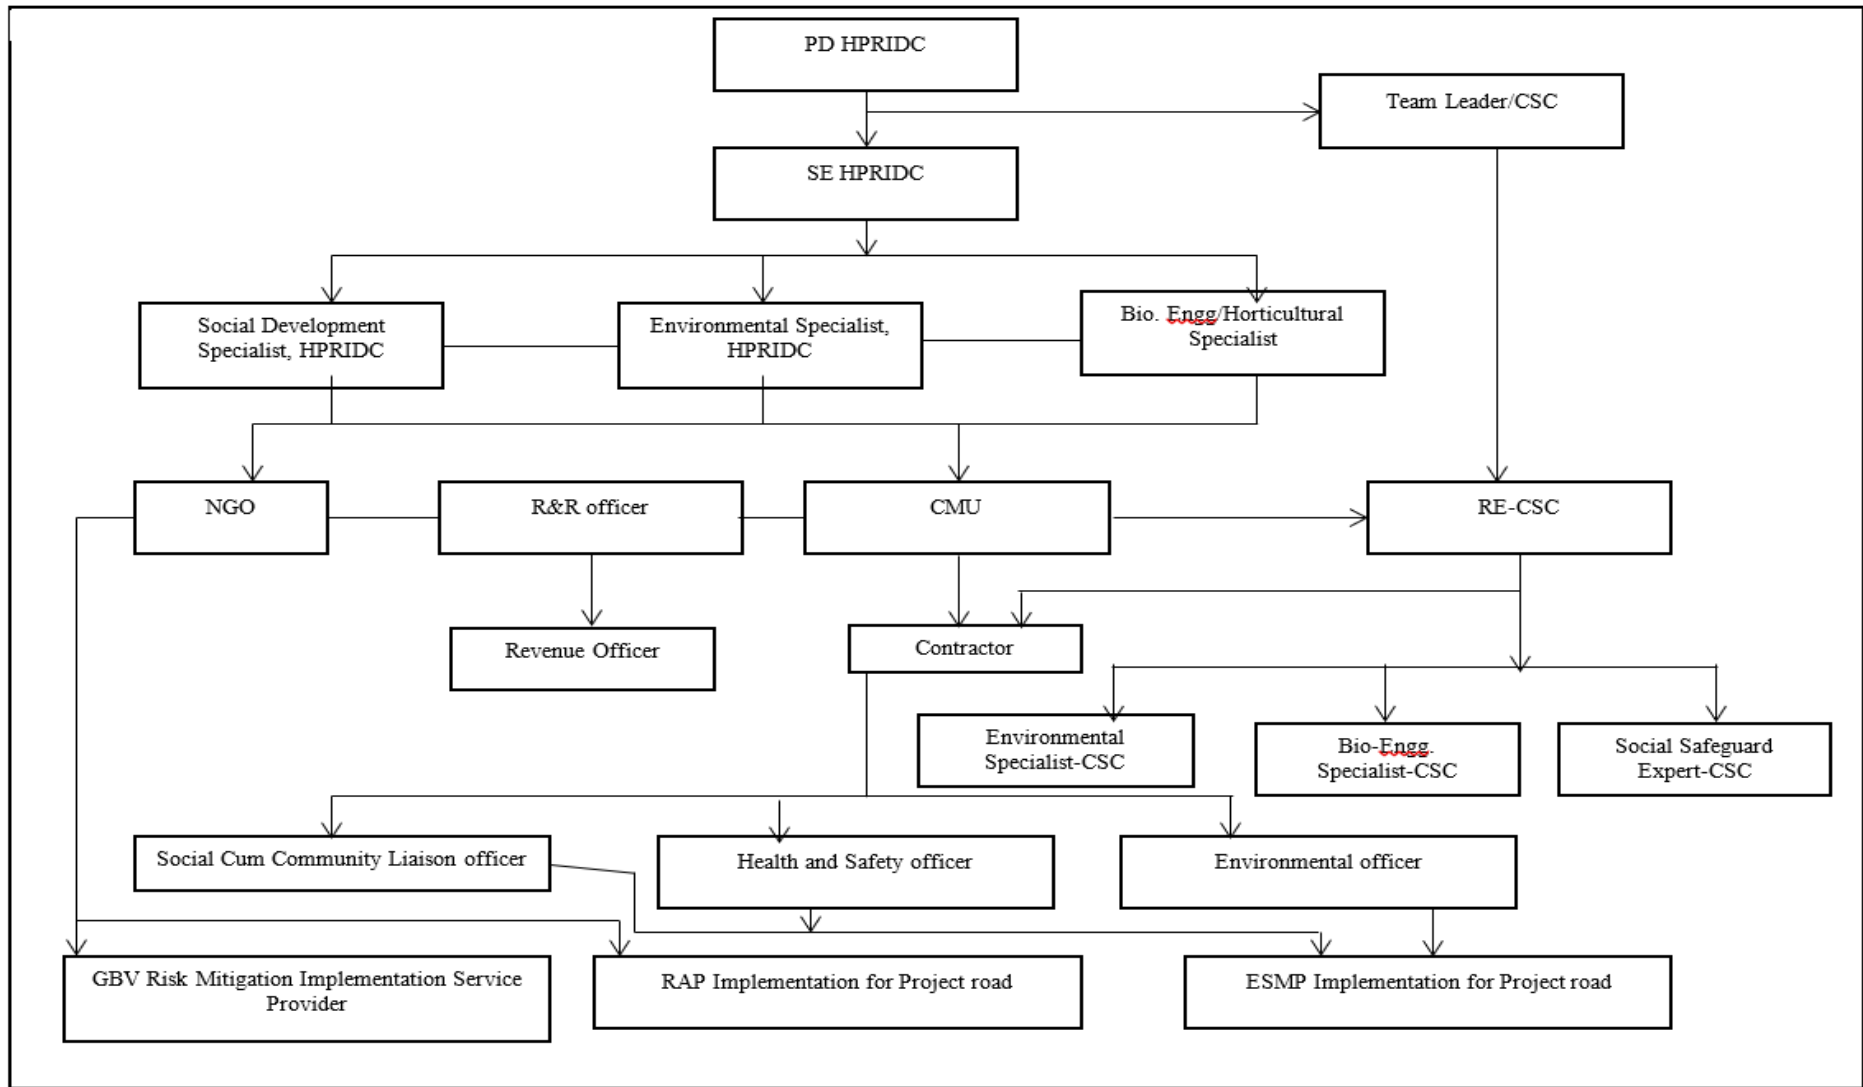 PD HPRIDC
Team Leader/CSC
SE HPRIDC
Social Development
Specialist, HPRIDC
Environmental Specialist,
HPRIDC
Bio. Engg/Horticultural
Specialist
NGO
R&R officer
CMU
RE-CSC
Revenue Officer
Contractor
Environmental
Specialist-CSC
Bio-Engg.
Specialist-CSC
Social Safeguard
Expert-CSC
Social Cum Community Liaison officer
Health and Safety officer
Environmental officer
GBV Risk Mitigation Implementation Service
Provider
RAP Implementation for Project road
ESMP Implementation for Project road